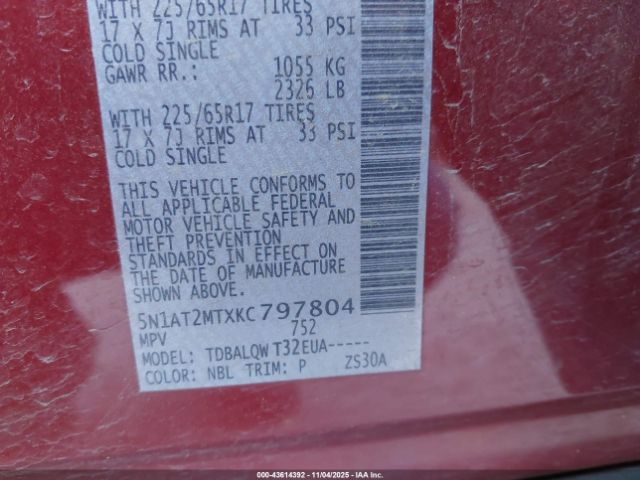 WITH 225/65R17 TIRES
17 X 7J RIMS AT 33 PSI
COLD SINGLE
GAWR RR.: 1055 KG
2326 LB
WITH 225/65R17 TIRES
17 X 7J RIMS AT 33 PSI
COLD SINGLE
THIS VEHICLE CONFORMS TO
ALL APPLICABLE FEDERAL
MOTOR VEHICLE SAFETY AND
THEFT PREVENTION
STANDARDS IN EFFECT ON
THE DATE OF MANUFACTURE
SHOWN ABOVE.
5N1AT2MTXKC797804
MPV 752
MODEL: TDBALQWT32EUA-----
COLOR: NBL TRIM: P ZS30A
000-43614392 - 11/04/2025 - IAA Inc.